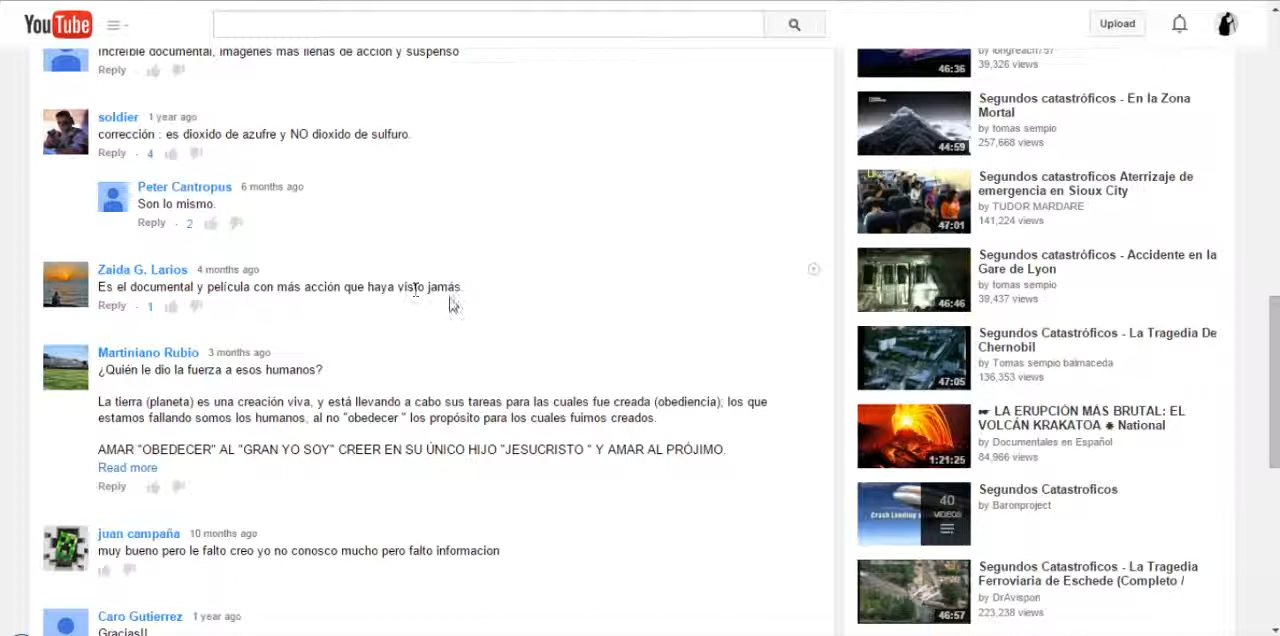 YouTube
Upload
Increíble documental, imágenes más llenas de acción y suspenso
Reply
soldier 1 year ago
corrección : es dioxido de azufre y NO dioxido de sulfuro.
Reply · 4
Peter Cantropus 6 months ago
Son lo mismo.
Reply · 2
Zaida G. Larios 4 months ago
Es el documental y película con más acción que haya visto jamás.
Reply · 1
Martiniano Rubio 3 months ago
¿Quién le dio la fuerza a esos humanos?
La tierra (planeta) es una creación viva, y está llevando a cabo sus tareas para las cuales fue creada (obediencia); los que
estamos fallando somos los humanos, al no "obedecer " los propósito para los cuales fuimos creados.
AMAR "OBEDECER" AL "GRAN YO SOY" CREER EN SU ÚNICO HIJO "JESUCRISTO " Y AMAR AL PRÓJIMO.
Read more
Reply
juan campaña 10 months ago
muy bueno pero le falto creo yo no conosco mucho pero falto informacion
Caro Gutierrez 1 year ago
Gracias!!
46:36
by longreach757
39,326 views
44:59
Segundos catastróficos - En la Zona
Mortal
by tomas sempio
257,668 views
47:01
Segundos catastroficos Aterrizaje de
emergencia en Sioux City
by TUDOR MARDARE
141,224 views
46:46
Segundos catastróficos - Accidente en la
Gare de Lyon
by tomas sempio
39,437 views
47:05
Segundos Catastróficos - La Tragedia De
Chernobil
by Tomas sempio balmaceda
136,353 views
1:21:25
☛ LA ERUPCIÓN MÁS BRUTAL: EL
VOLCÁN KRAKATOA ✹ National
by Documentales en Español
84,966 views
Crash Landing
40
VIDEOS
Segundos Catastroficos
by Baronproject
46:57
Segundos Catastroficos - La Tragedia
Ferroviaria de Eschede (Completo /
by DrAvispon
223,238 views